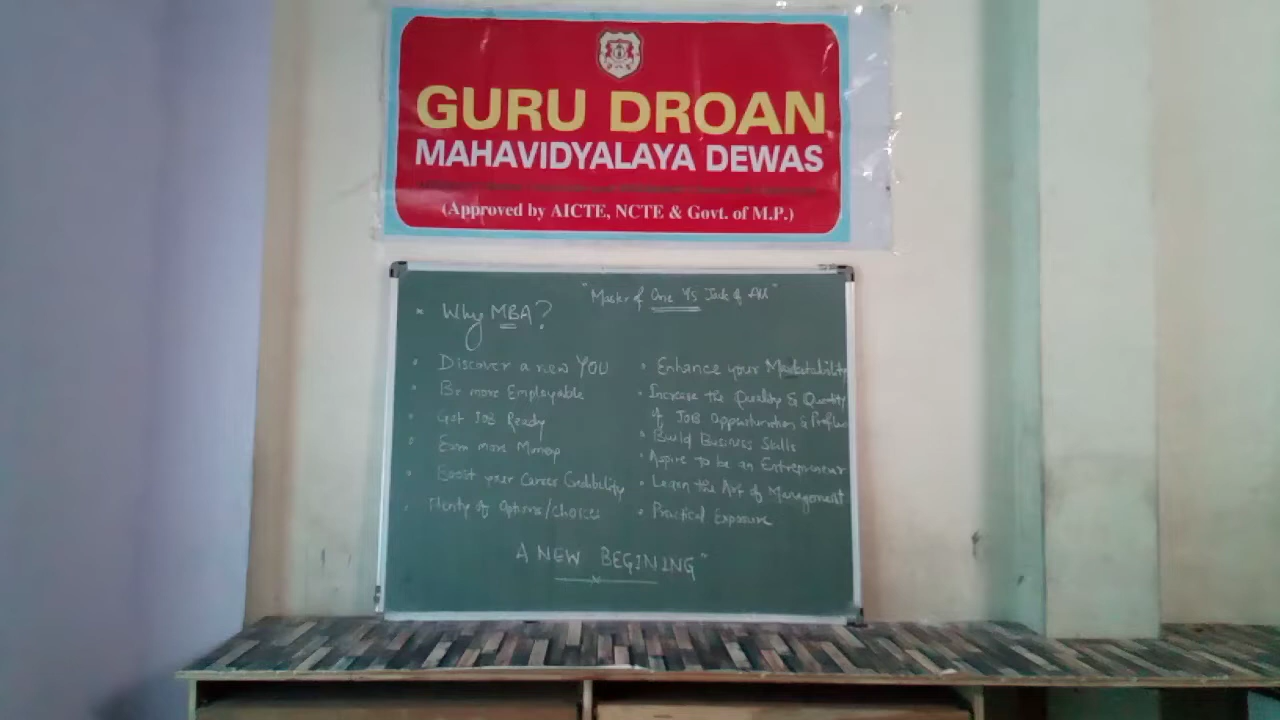 GURU DROAN
MAHAVIDYALAYA DEWAS
(Approved by AICTE, NCTE & Govt. of M.P.)
"Master of One Vs Jack of All"
* Why MBA?
• Discover a new YOU
• Be more Employable
• Get JOB Ready
• Earn more Money
• Boost your Career Credibility
• Plenty of Options/choices
• Enhance your Marketability
• Increase the Quality & Quantity
of JOB Opportunities & Profiles
• Build Business Skills
• Aspire to be an Entrepreneur
• Learn the Art of Management
• Practical Exposure
A NEW BEGINING"